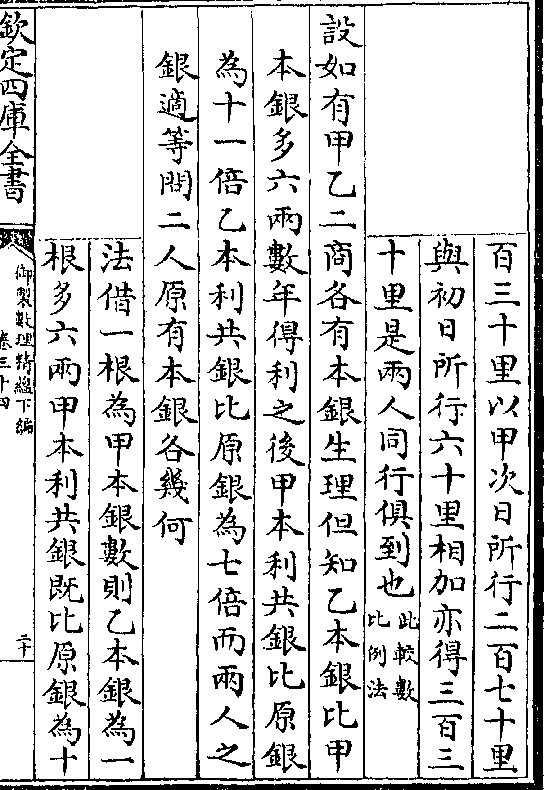 百三十里以甲次日所行二百七十里
與初日所行六十里相加亦得三百三
十里是兩人同行俱到也此較數
比例法
設如有甲乙二商各有本銀生理但知乙本銀比甲
本銀多六兩數年得利之後甲本利共銀比原銀
為十一倍乙本利共銀比原銀為七倍而兩人之
銀適等問二人原有本銀各幾何
法借一根為甲本銀數則乙本銀為一
根多六兩甲本利共銀既比原銀為十
欽定四庫全書
御製數理精蘊下編
卷三十四
二十